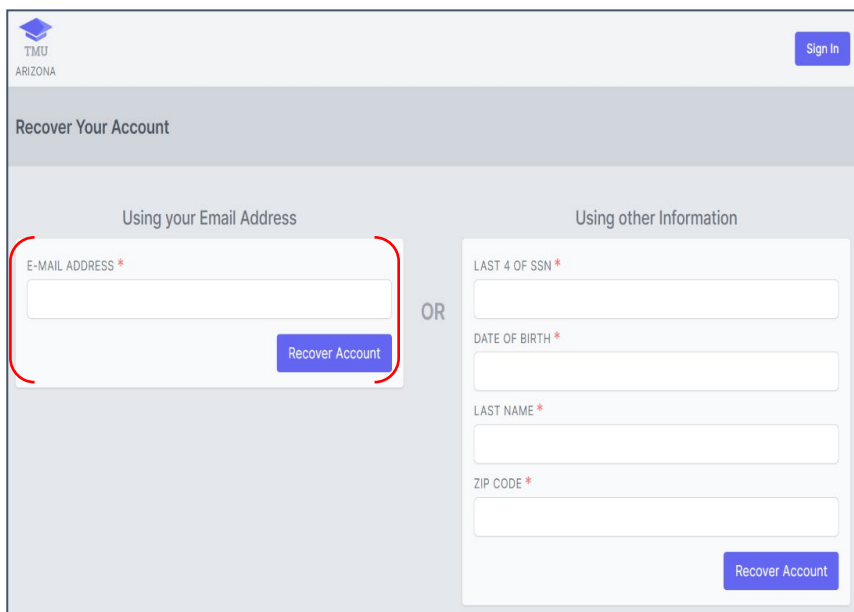 TMU
ARIZONA
Sign In
Recover Your Account
Using your Email Address
E-MAIL ADDRESS *
Recover Account
OR
Using other Information
LAST 4 OF SSN *
DATE OF BIRTH *
LAST NAME *
ZIP CODE *
Recover Account